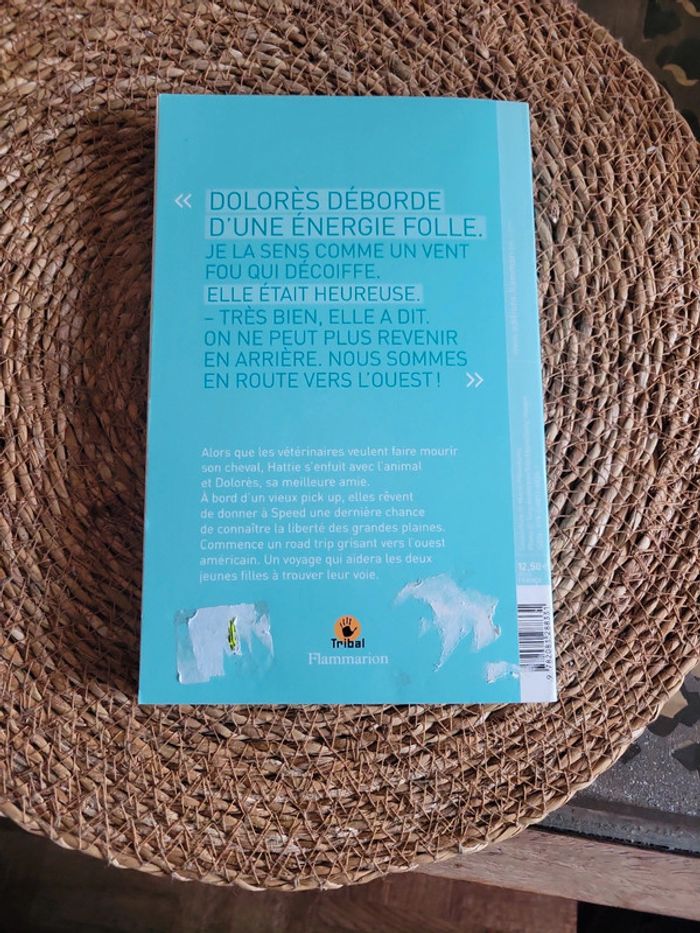 « DOLORÈS DÉBORDE
D'UNE ÉNERGIE FOLLE.
JE LA SENS COMME UN VENT
FOU QUI DÉCOIFFE.
ELLE ÉTAIT HEUREUSE.
– TRÈS BIEN, ELLE A DIT.
ON NE PEUT PLUS REVENIR
EN ARRIÈRE. NOUS SOMMES
EN ROUTE VERS L'OUEST ! »
Alors que les vétérinaires veulent faire mourir
son cheval, Hattie s'enfuit avec l'animal
et Dolorès, sa meilleure amie.
À bord d'un vieux pick up, elles rêvent
de donner à Speed une dernière chance
de connaître la liberté des grandes plaines.
Commence un road trip grisant vers l'ouest
américain. Un voyage qui aidera les deux
jeunes filles à trouver leur voie.
Tribal
Flammarion
12,50 €
9 782081 288331